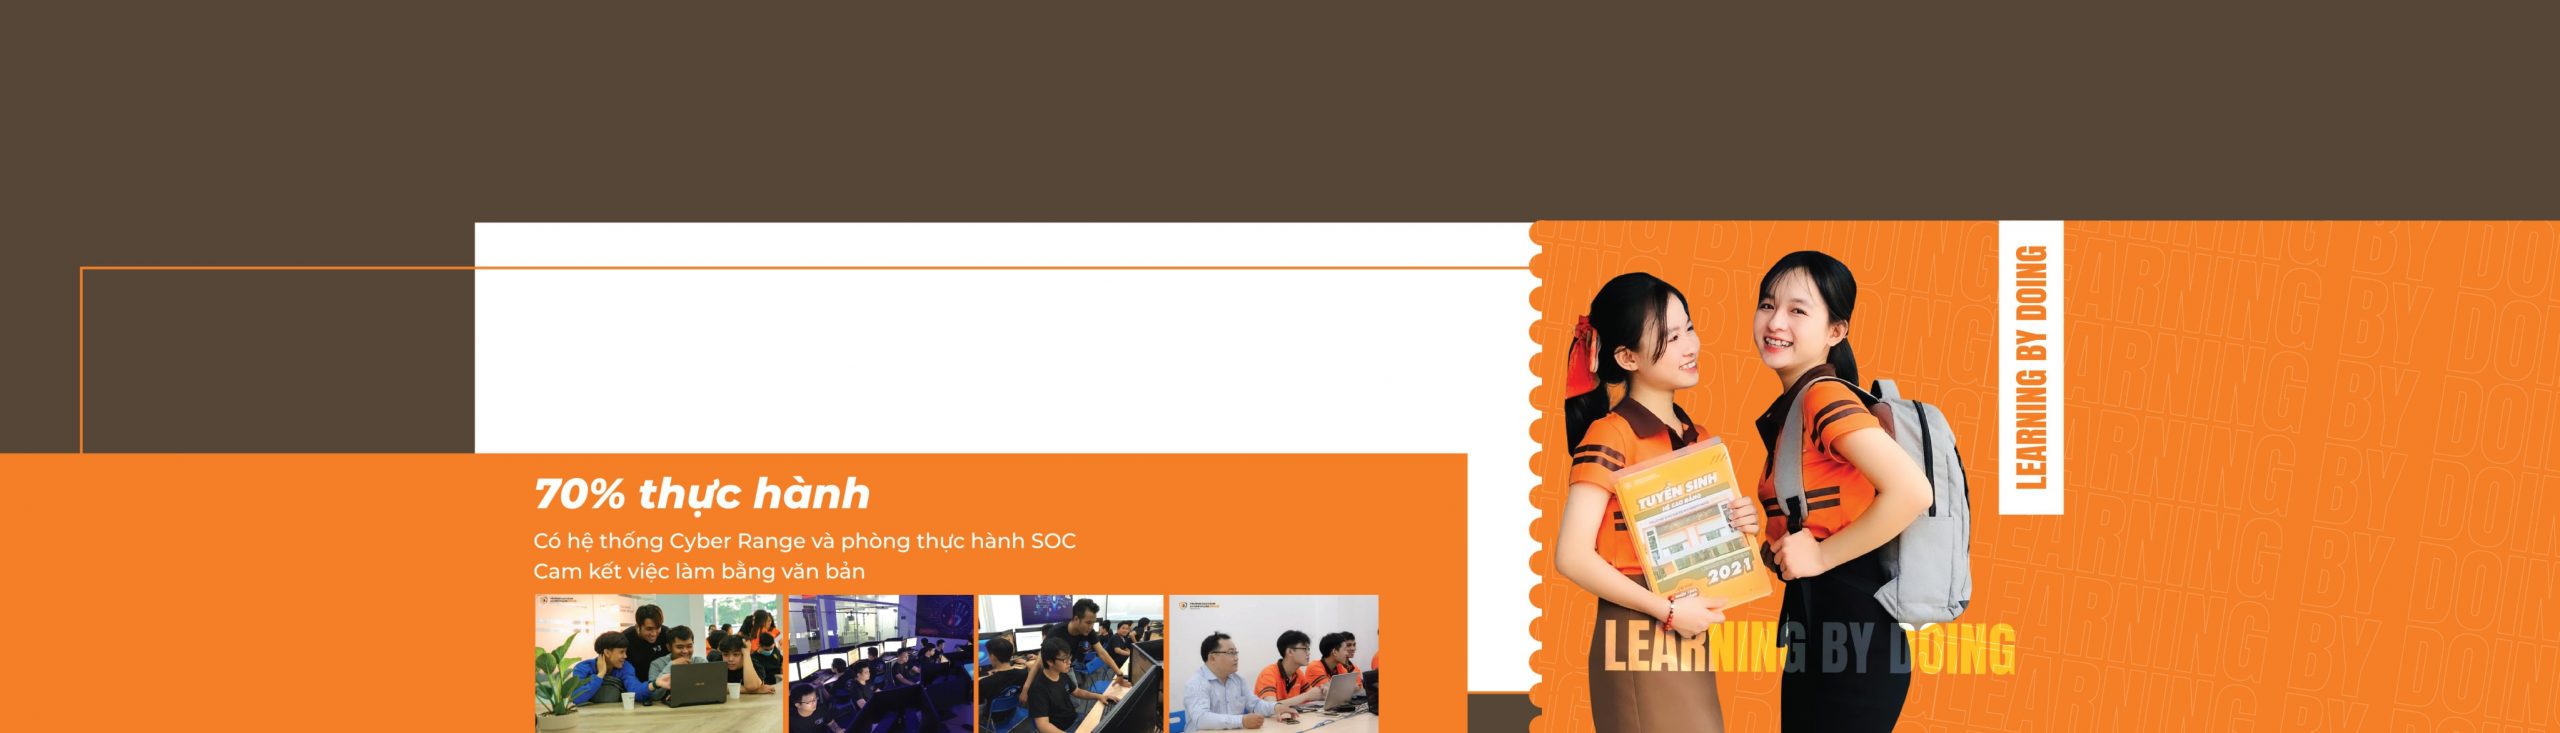 70% thực hành
Có hệ thống Cyber Range và phòng thực hành SOC
Cam kết việc làm bằng văn bản
LEARNING BY DOING
TUYỂN SINH
HỆ CAO ĐẲNG
2021
LEARNING BY DOING